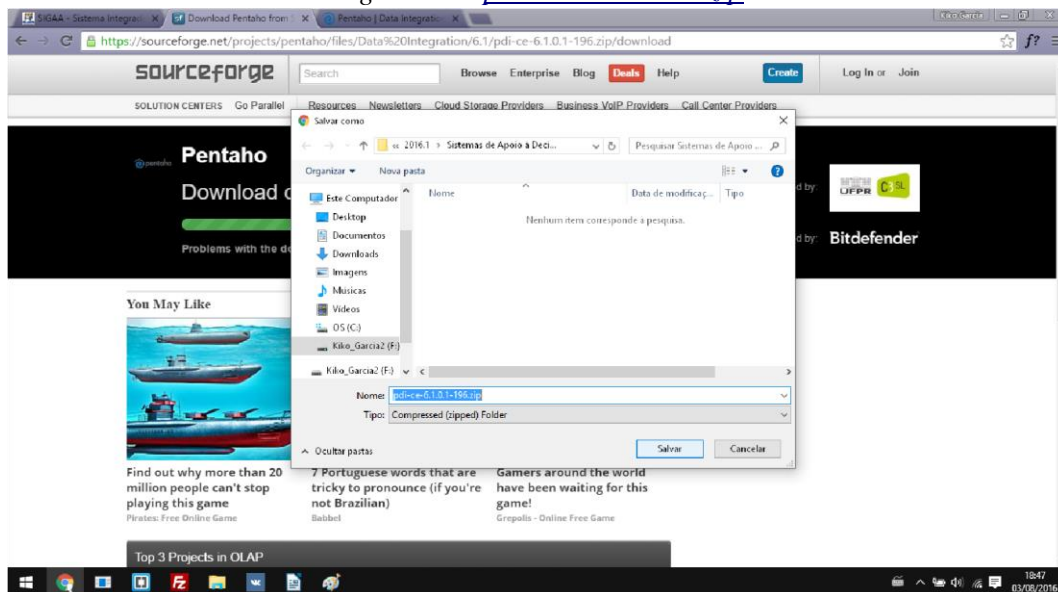 SIGAA - Sistema Integrad
Download Pentaho from S
Pentaho | Data Integratio
Kiko Garcia
https://sourceforge.net/projects/pentaho/files/Data%20Integration/6.1/pdi-ce-6.1.0.1-196.zip/download
f?
sourceforge
Search
Browse Enterprise Blog Deals Help
Create
Log In or Join
SOLUTION CENTERS Go Parallel Resources Newsletters Cloud Storage Providers Business VoIP Providers Call Center Providers
Salvar como
« 2016.1 > Sistemas de Apoio à Deci...
Pesquisar Sistemas de Apoio ...
Organizar
Nova pasta
Nome
Data de modificaç...
Tipo
Nenhum item corresponde à pesquisa.
Este Computador
Desktop
Documentos
Downloads
Imagens
Músicas
Vídeos
OS (C:)
Kiko_Garcia2 (F:)
Kiko_Garcia2 (F:)
Nome: pdi-ce-6.1.0.1-196.zip
Tipo: Compressed (zipped) Folder
Ocultar pastas
Salvar
Cancelar
pentaho
Pentaho
Download
Problems with the
d by:
UFPR C3SL
d by:
Bitdefender
You May Like
Find out why more than 20
million people can't stop
playing this game
Pirates: Free Online Game
7 Portuguese words that are
tricky to pronounce (if you're
not Brazilian)
Babbel
Gamers around the world
have been waiting for this
game!
Grepolis - Online Free Game
Top 3 Projects in OLAP
18:47
03/08/2016